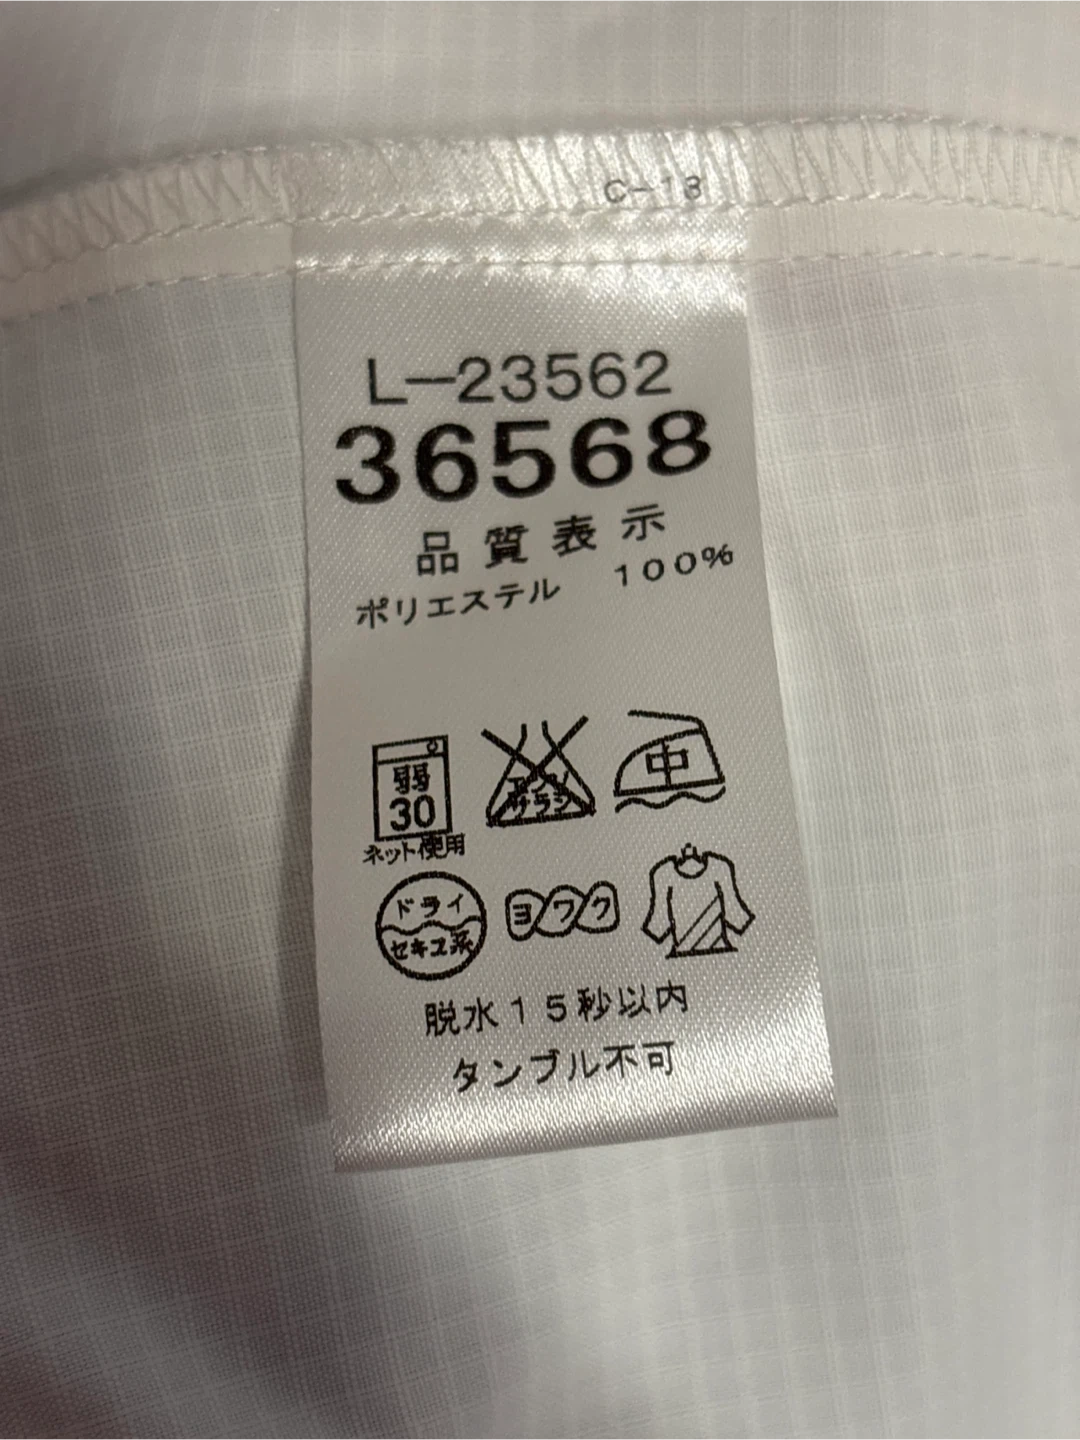 C-13
L-23562
36568
品質表示
ポリエステル 100%
弱
30
ネット使用
エンソ
サラシ
中
ドライ
セキユ系
ヨワク
脱水15秒以内
タンブル不可